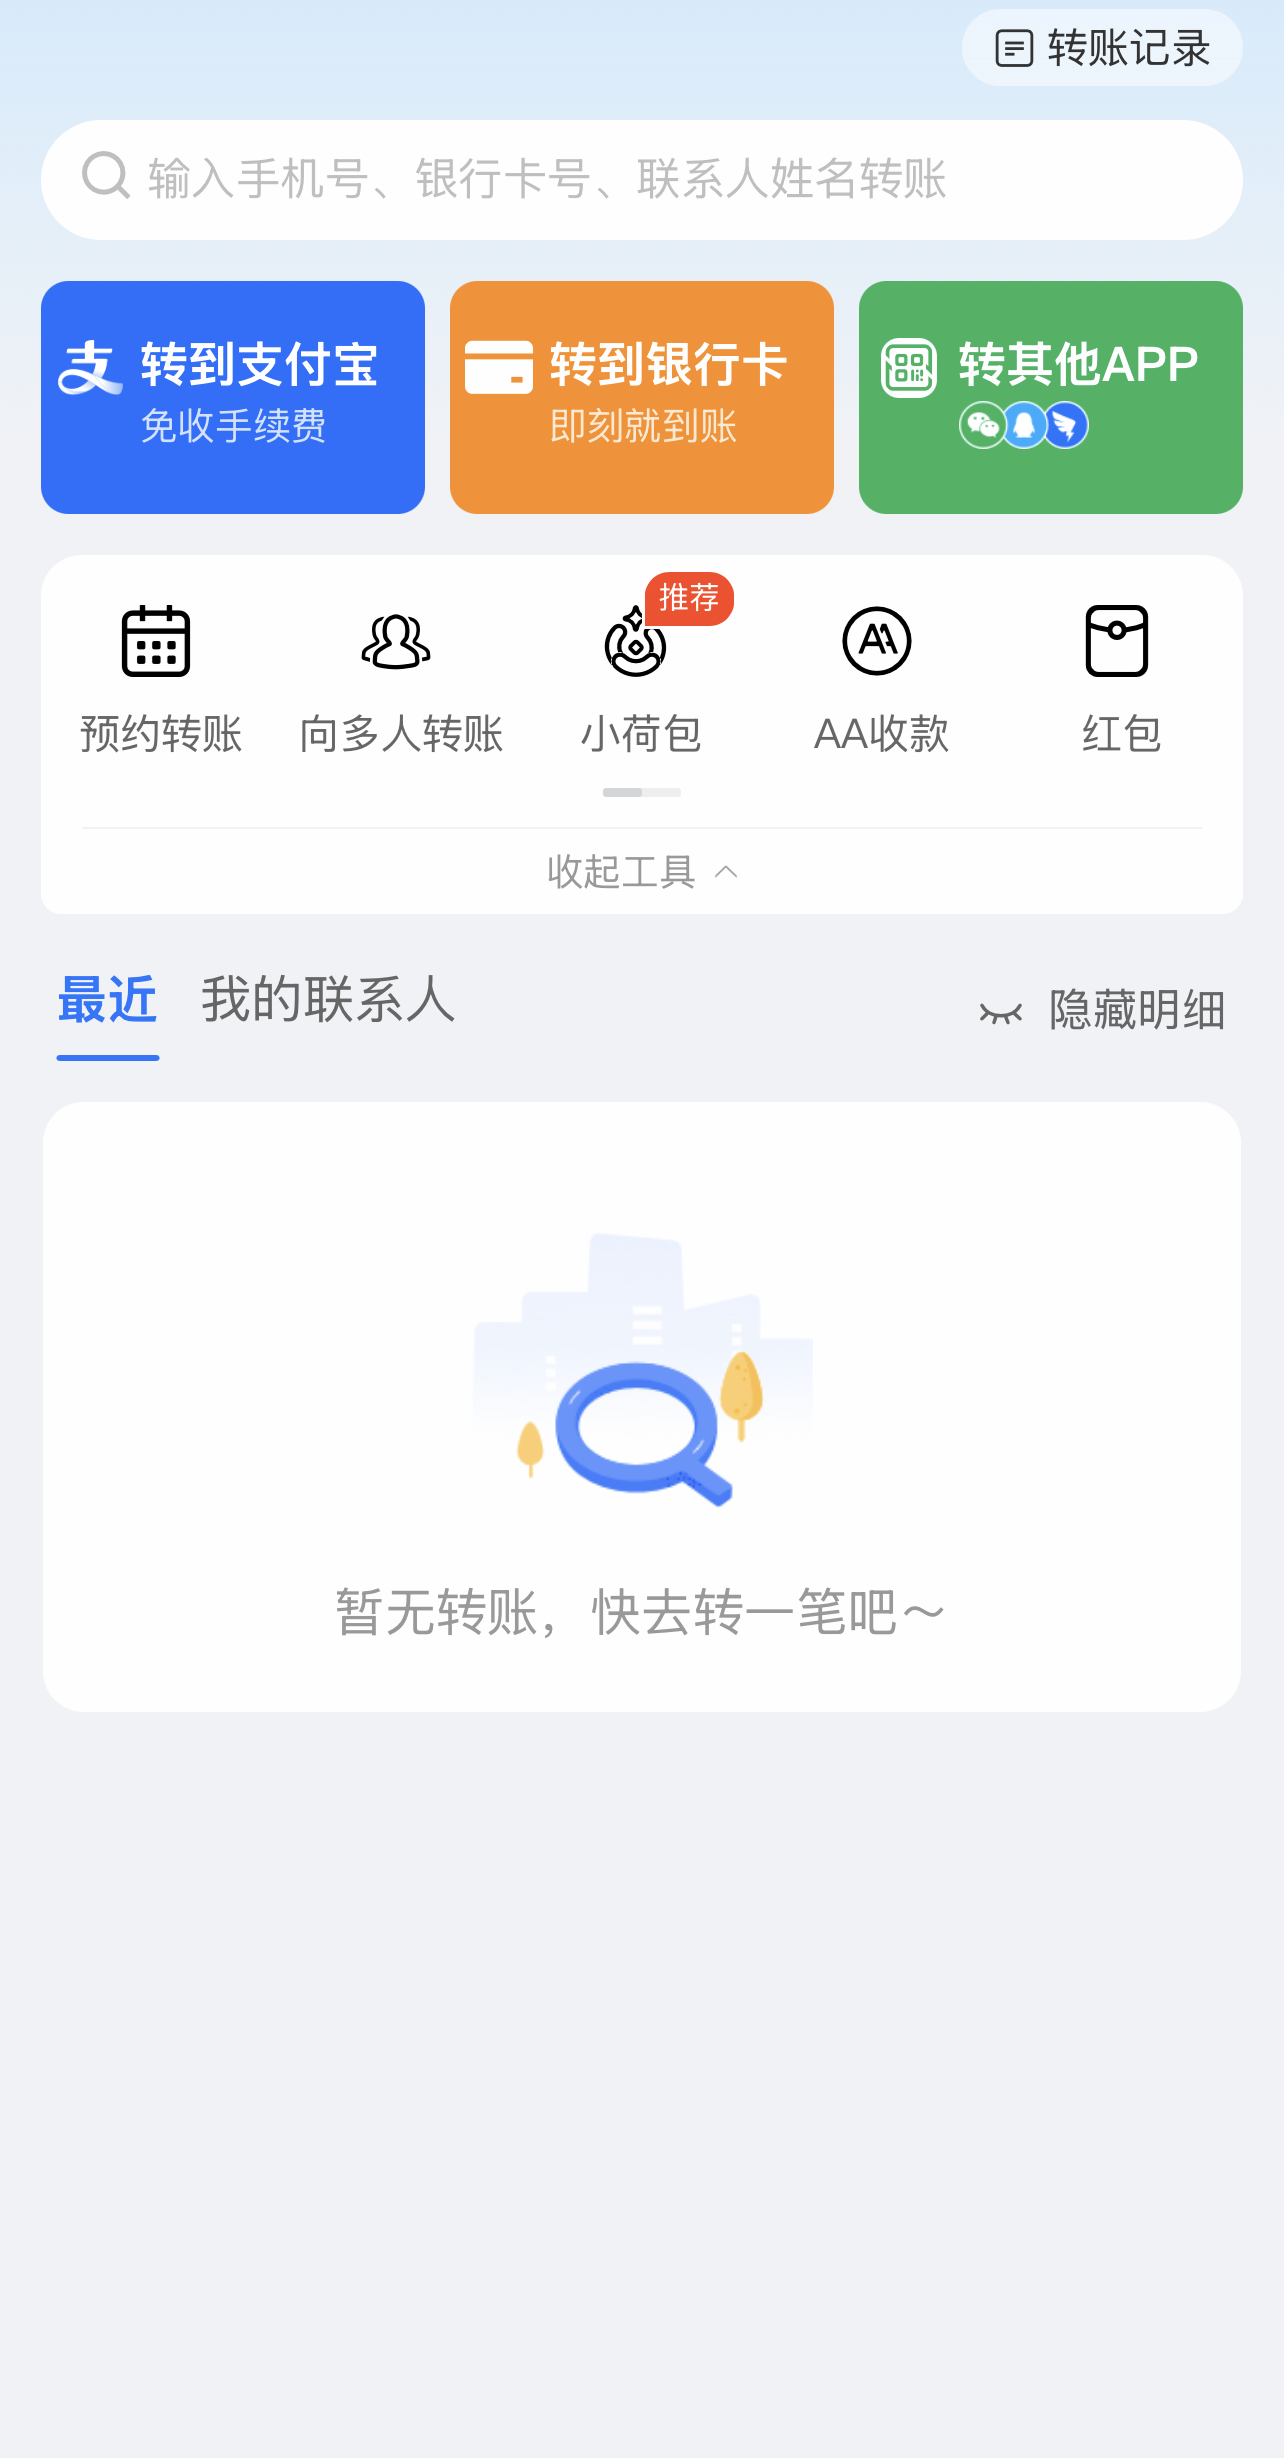 转账记录
输入手机号、银行卡号、联系人姓名转账
转到支付宝
免收手续费
转到银行卡
即刻就到账
转其他APP
推荐
预约转账
向多人转账
小荷包
AA收款
红包
收起工具
最近
我的联系人
隐藏明细
暂无转账，快去转一笔吧～